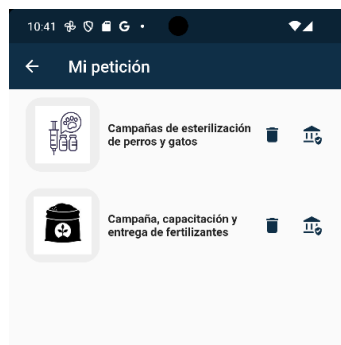 10:41
Mi petición
Campañas de esterilización
de perros y gatos
Campaña, capacitación y
entrega de fertilizantes